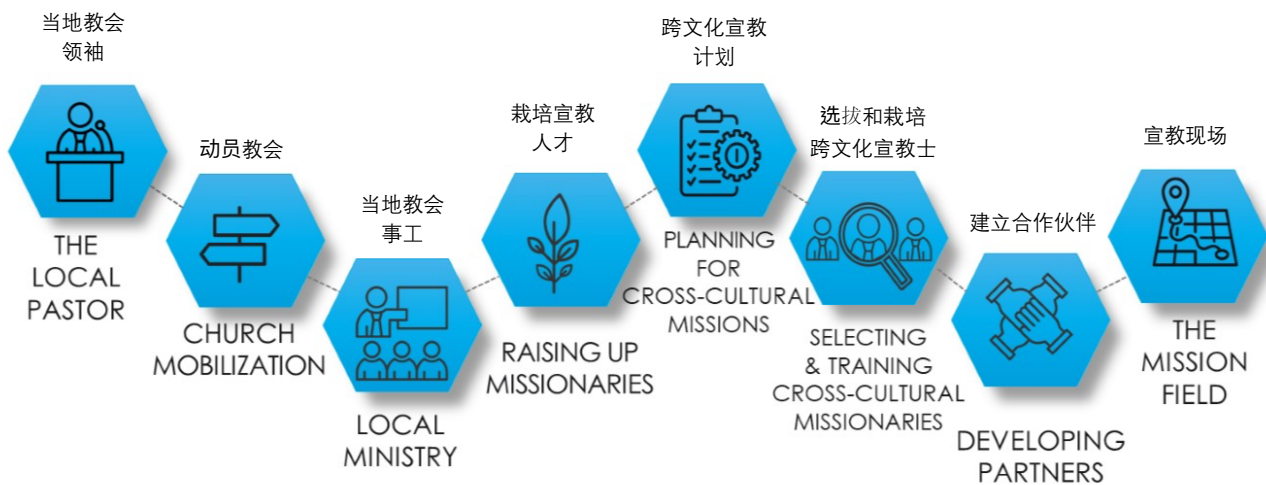 当地教会
领袖
THE
LOCAL
PASTOR
动员教会
CHURCH
MOBILIZATION
当地教会
事工
LOCAL
MINISTRY
栽培宣教
人才
RAISING UP
MISSIONARIES
跨文化宣教
计划
PLANNING
FOR
CROSS-CULTURAL
MISSIONS
选拔和栽培
跨文化宣教士
SELECTING
& TRAINING
CROSS-CULTURAL
MISSIONARIES
建立合作伙伴
DEVELOPING
PARTNERS
宣教现场
THE
MISSION
FIELD